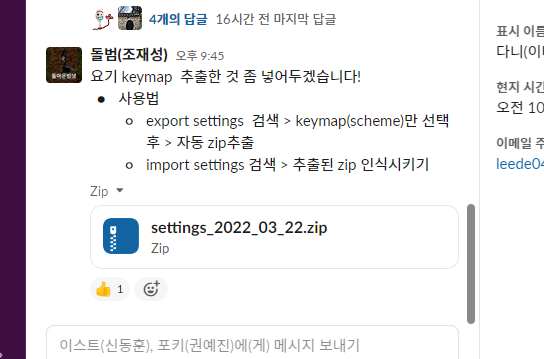 4개의 답글 16시간 전 마지막 답글
돌범(조재성) 오후 9:45
요기 keymap 추출한 것 좀 넣어두겠습니다!
사용법
export settings 검색 > keymap(scheme)만 선택
후 > 자동 zip추출
import settings 검색 > 추출된 zip 인식시키기
Zip
settings_2022_03_22.zip
Zip
1
이스트(신동훈), 포키(권예진)에(게) 메시지 보내기
표시 이름
다니(이
현지 시간
오전 10
이메일 주
leede04